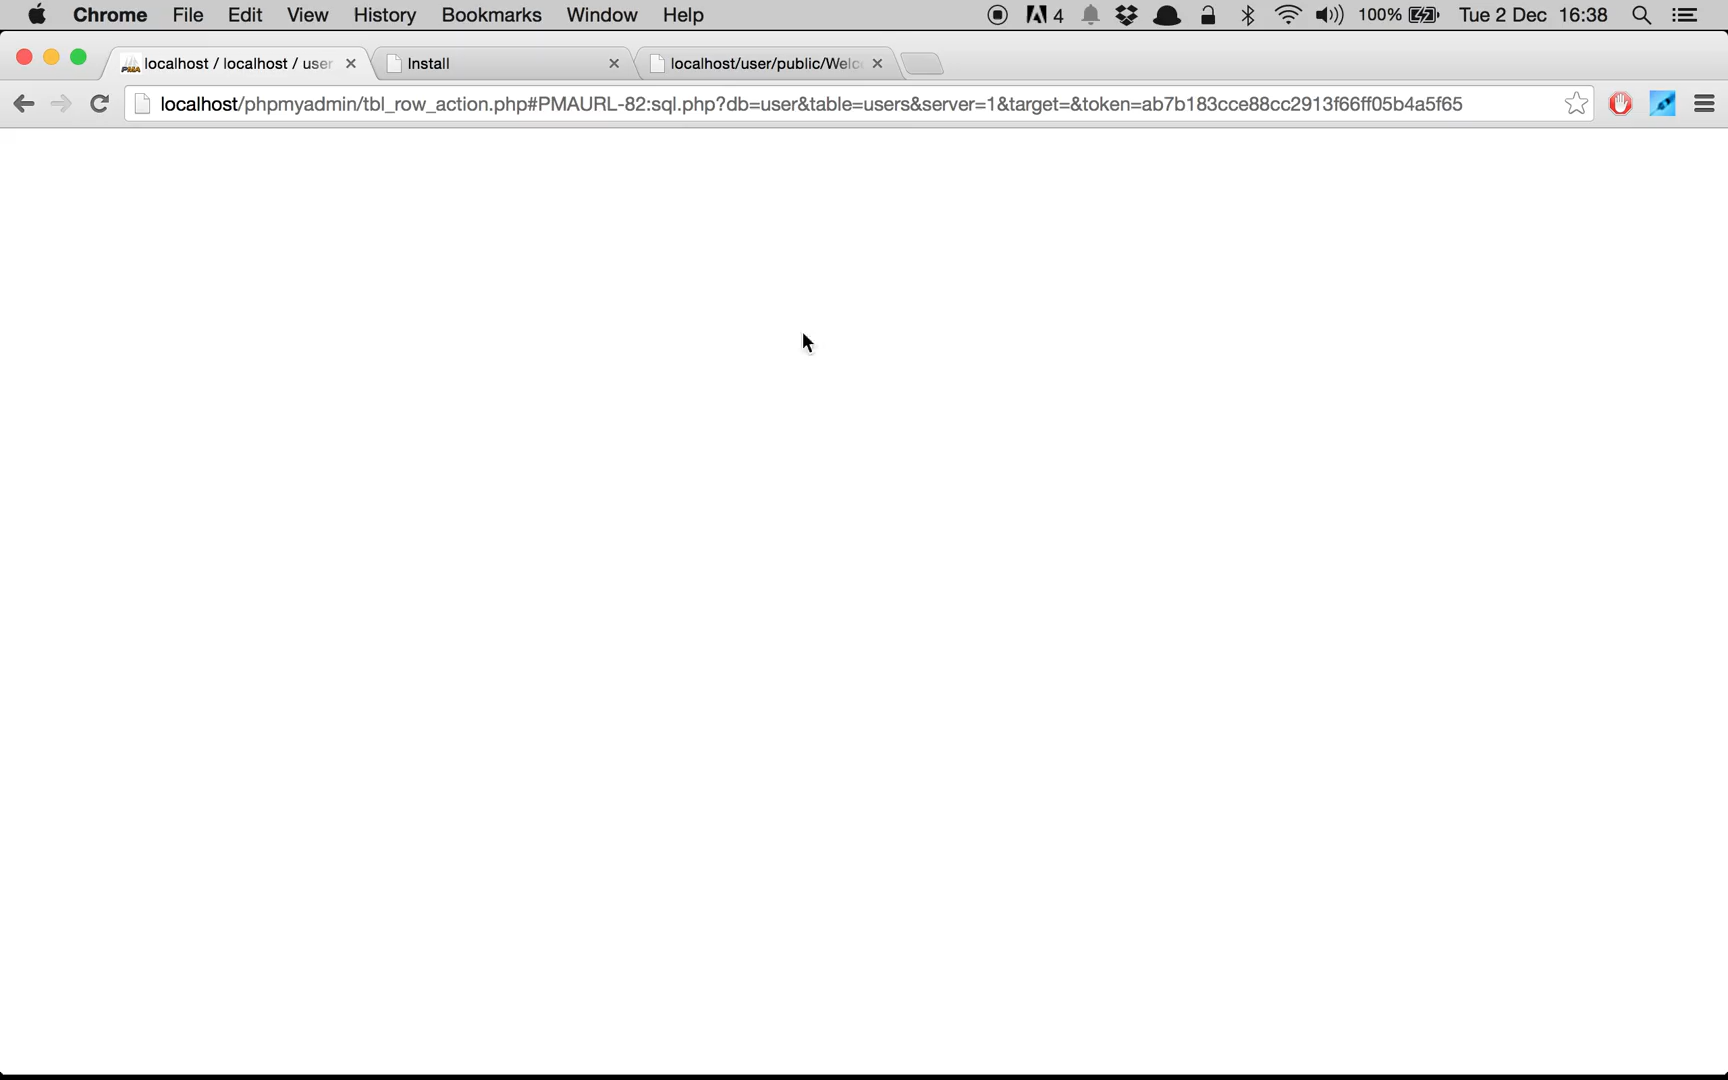 Chrome File Edit View History Bookmarks Window Help 4 100% Tue 2 Dec 16:38
localhost / localhost / user Install localhost/user/public/Welc
localhost/phpmyadmin/tbl_row_action.php#PMAURL-82:sql.php?db=user&table=users&server=1&target=&token=ab7b183cce88cc2913f66ff05b4a5f65